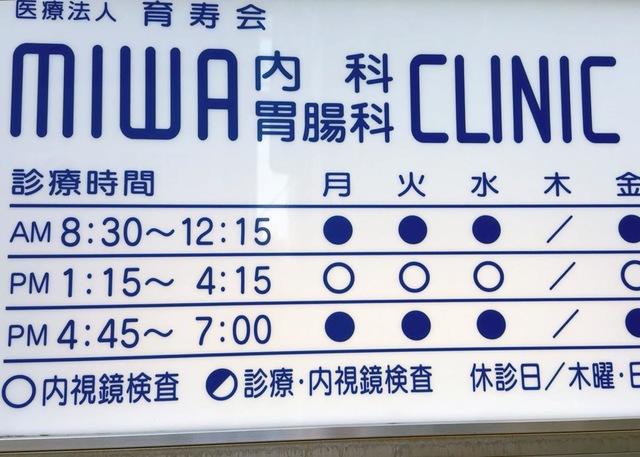 医療法人 育寿会
MIWA 内科 胃腸科 CLINIC
診療時間 月 火 水 木 金
AM 8:30～12:15 ● ● ● ／ ●
PM 1:15～ 4:15 ○ ○ ○ ／ ○
PM 4:45～ 7:00 ● ● ● ／ ●
○内視鏡検査 診療・内視鏡検査 休診日／木曜・日